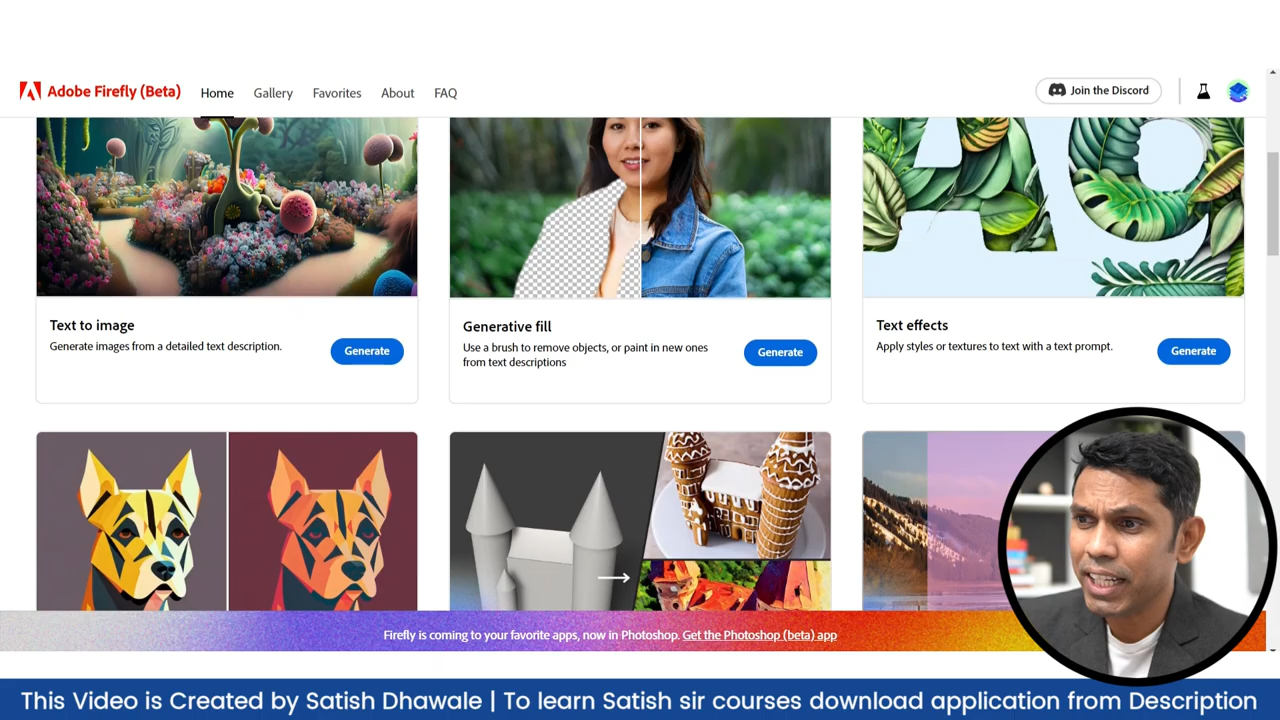 Adobe Firefly (Beta) Home Gallery Favorites About FAQ Join the Discord
Ag
Text to image
Generate images from a detailed text description.
Generate
Generative fill
Use a brush to remove objects, or paint in new ones
from text descriptions
Generate
Text effects
Apply styles or textures to text with a text prompt.
Generate
Firefly is coming to your favorite apps, now in Photoshop. Get the Photoshop (beta) app
This Video is Created by Satish Dhawale | To learn Satish sir courses download application from Description